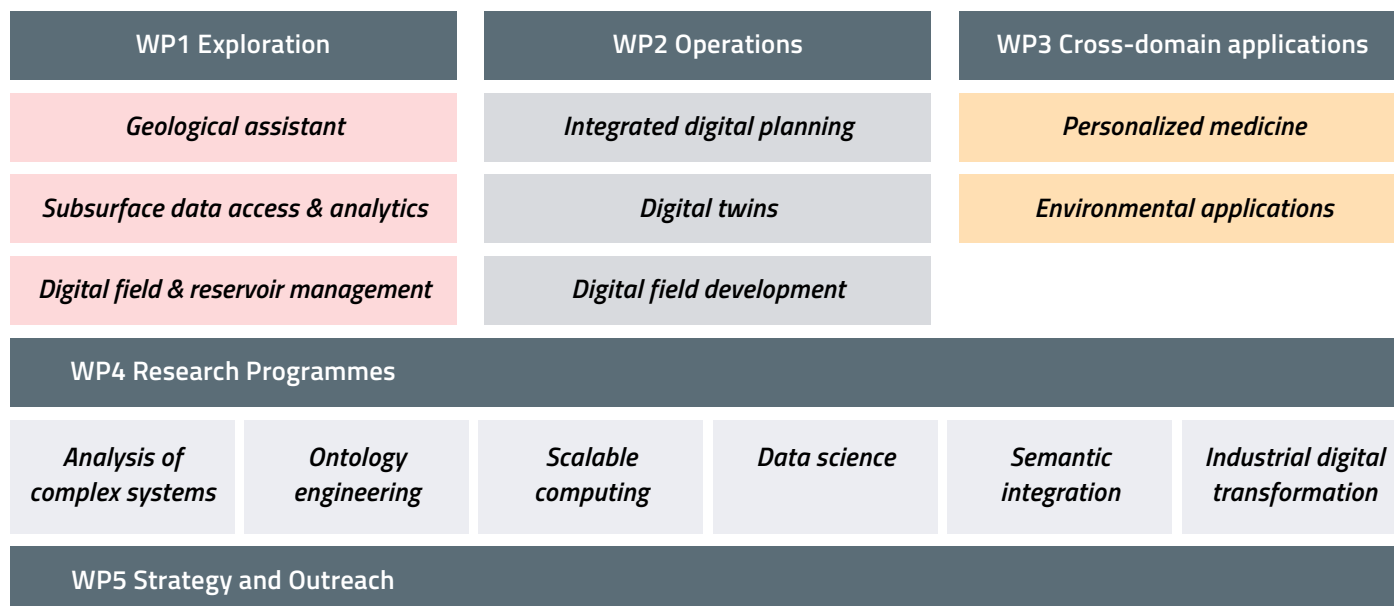 WP1 Exploration
WP2 Operations
WP3 Cross-domain applications
Geological assistant
Integrated digital planning
Personalized medicine
Subsurface data access & analytics
Digital twins
Environmental applications
Digital field & reservoir management
Digital field development
WP4 Research Programmes
Analysis of
complex systems
Ontology
engineering
Scalable
computing
Data science
Semantic
integration
Industrial digital
transformation
WP5 Strategy and Outreach